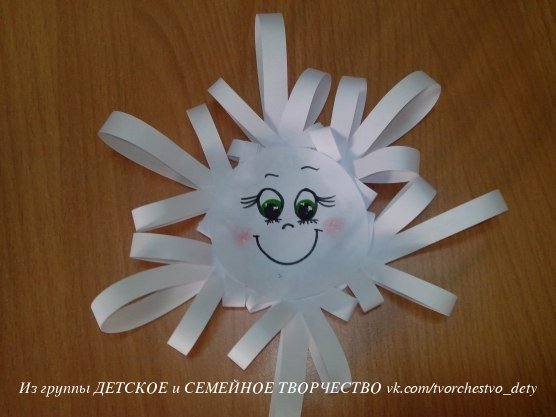 Из группы ДЕТСКОЕ и СЕМЕЙНОЕ ТВОРЧЕСТВО vk.com/tvorchestvo_dety